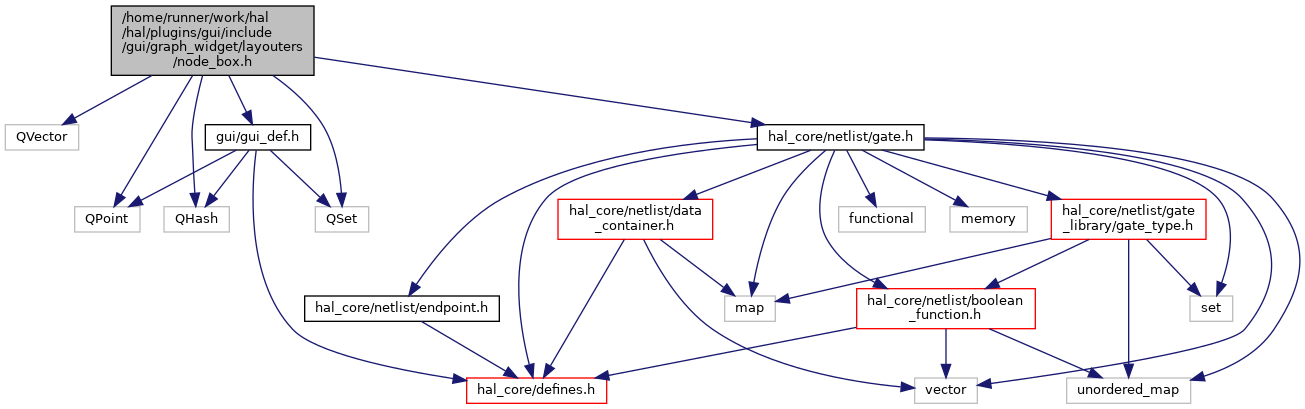 /home/runner/work/hal
/hal/plugins/gui/include
/gui/graph_widget/layouters
/node_box.h
QVector
gui/gui_def.h
hal_core/netlist/gate.h
QPoint
QHash
QSet
hal_core/netlist/data
_container.h
functional
memory
hal_core/netlist/gate
_library/gate_type.h
hal_core/netlist/endpoint.h
map
hal_core/netlist/boolean
_function.h
set
hal_core/defines.h
vector
unordered_map